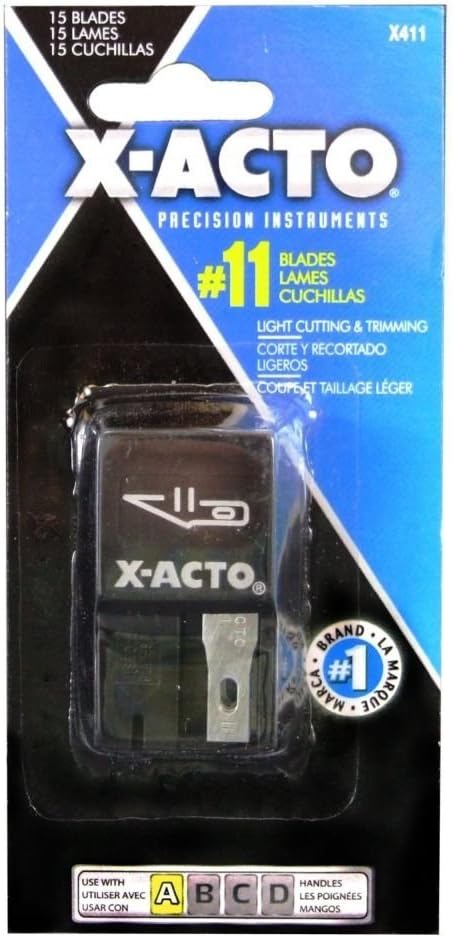 15 BLADES
15 LAMES
15 CUCHILLAS
X411
X-ACTO®
PRECISION INSTRUMENTS
#11
BLADES
LAMES
CUCHILLAS
LIGHT CUTTING & TRIMMING
CORTE Y RECORTADO
LIGEROS
COUPE ET TAILLAGE LÉGER
X-ACTO®
BRAND · LA MARQUE · MARCA ·
#1
USE WITH
UTILISER AVEC
USAR CON
A B C D
HANDLES
LES POIGNÉES
MANGOS